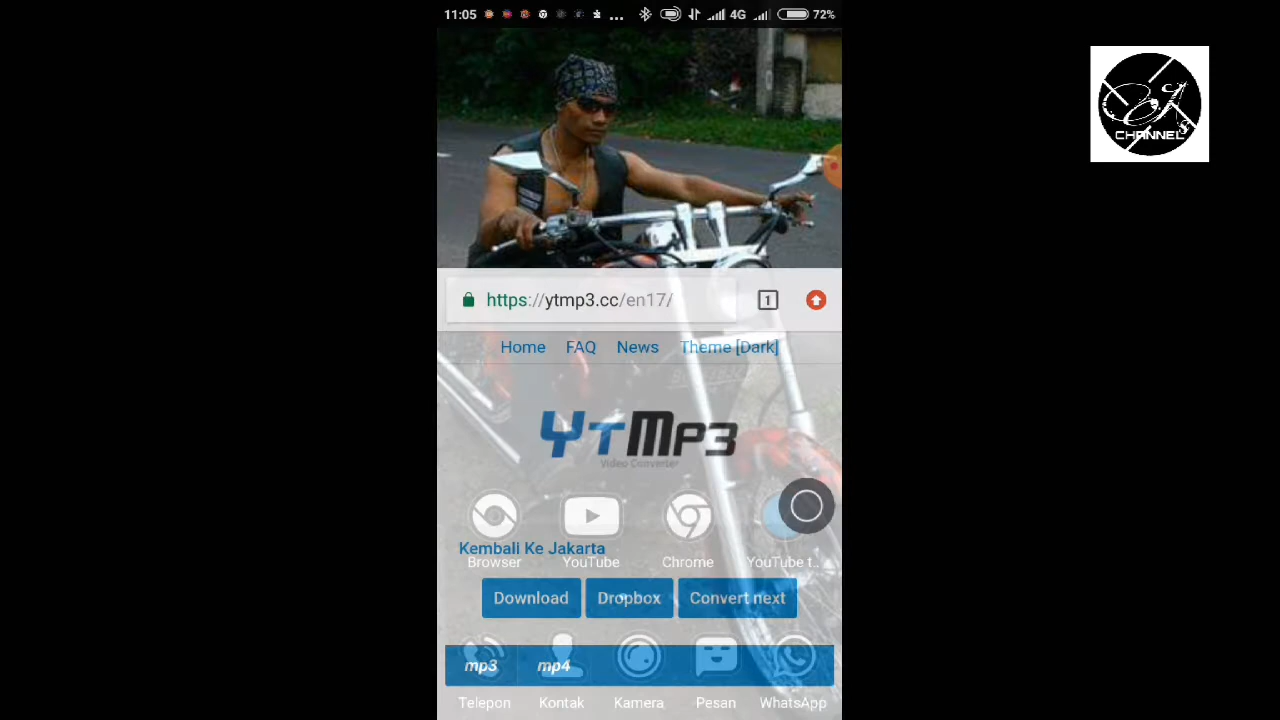 11:05 ... 4G 72%
CHANNEL
https://ytmp3.cc/en17/ 1
Home FAQ News Theme [Dark]
YTMP3
Video Converter
Kembali Ke Jakarta
Browser YouTube Chrome YouTube t..
Download Dropbox Convert next
mp3 mp4
Telepon Kontak Kamera Pesan WhatsApp